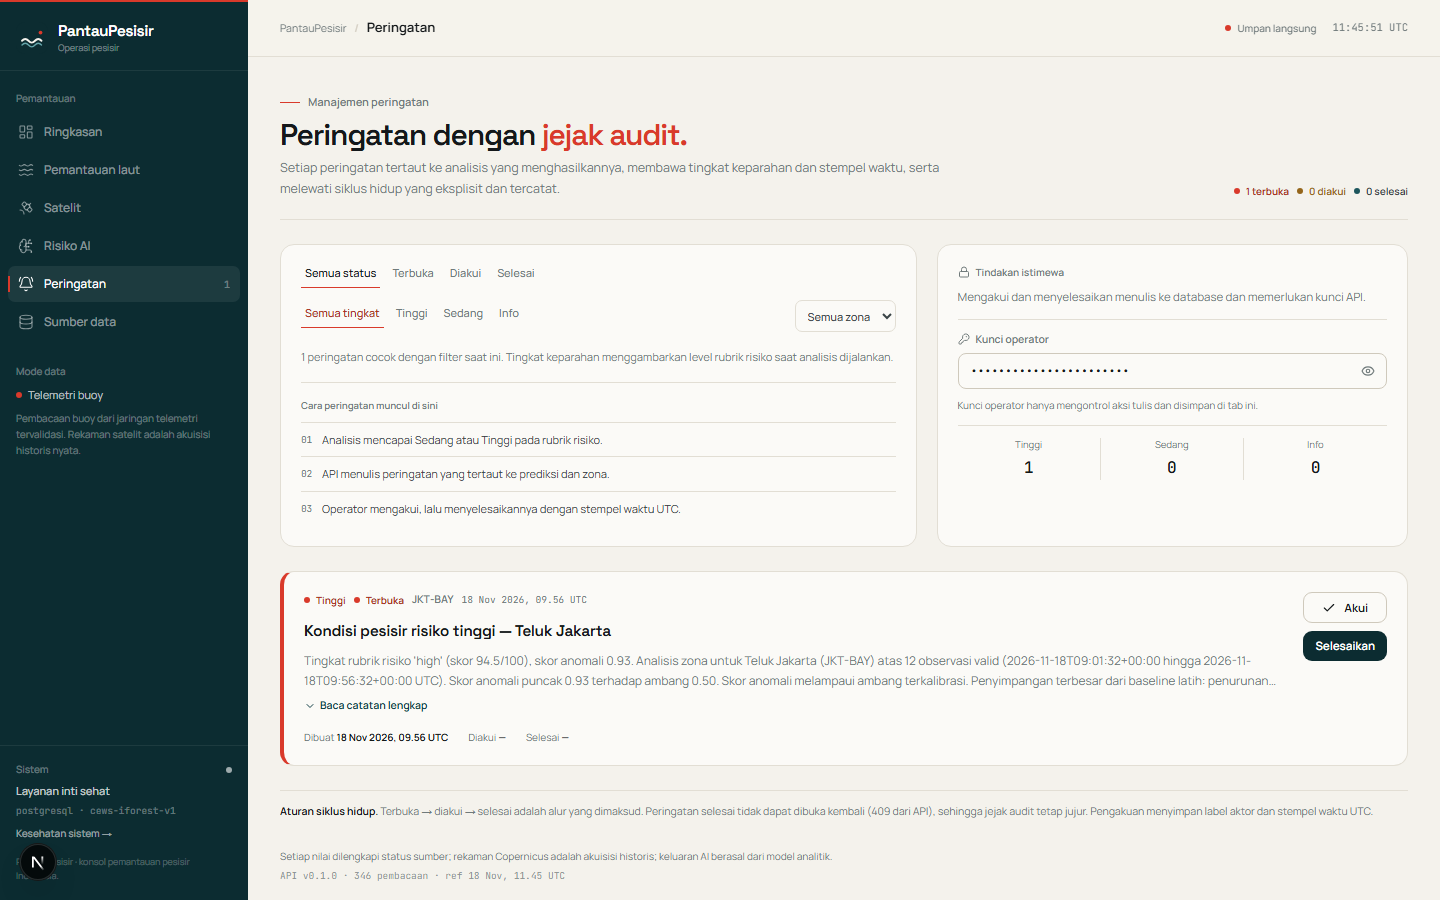 PantauPesisir
Operasi pesisir
Pemantauan
Ringkasan
Pemantauan laut
Satelit
Risiko AI
Peringatan 1
Sumber data
Mode data
Telemetri buoy
Pembacaan buoy dari jaringan telemetri
tervalidasi. Rekaman satelit adalah akuisisi
historis nyata.
Sistem
Layanan inti sehat
postgresql · cews-iforest-v1
Kesehatan sistem →
sisir · konsol pemantauan pesisir
N
PantauPesisir / Peringatan
Umpan langsung 11:45:51 UTC
Manajemen peringatan
Peringatan dengan jejak audit.
Setiap peringatan tertaut ke analisis yang menghasilkannya, membawa tingkat keparahan dan stempel waktu, serta
melewati siklus hidup yang eksplisit dan tercatat.
1 terbuka 0 diakui 0 selesai
Semua status Terbuka Diakui Selesai
Semua tingkat Tinggi Sedang Info Semua zona
1 peringatan cocok dengan filter saat ini. Tingkat keparahan menggambarkan level rubrik risiko saat analisis dijalankan.
Cara peringatan muncul di sini
01 Analisis mencapai Sedang atau Tinggi pada rubrik risiko.
02 API menulis peringatan yang tertaut ke prediksi dan zona.
03 Operator mengakui, lalu menyelesaikannya dengan stempel waktu UTC.
Tindakan istimewa
Mengakui dan menyelesaikan menulis ke database dan memerlukan kunci API.
Kunci operator
•••••••••••••••••••••••
Kunci operator hanya mengontrol aksi tulis dan disimpan di tab ini.
Tinggi Sedang Info
1 0 0
Tinggi Terbuka JKT-BAY 18 Nov 2026, 09.56 UTC
Kondisi pesisir risiko tinggi — Teluk Jakarta
Tingkat rubrik risiko 'high' (skor 94.5/100), skor anomali 0.93. Analisis zona untuk Teluk Jakarta (JKT-BAY) atas 12 observasi valid (2026-11-18T09:01:32+00:00 hingga 2026-11-
18T09:56:32+00:00 UTC). Skor anomali puncak 0.93 terhadap ambang 0.50. Skor anomali melampaui ambang terkalibrasi. Penyimpangan terbesar dari baseline latih: penurunan…
Baca catatan lengkap
Dibuat 18 Nov 2026, 09.56 UTC Diakui — Selesai —
Akui
Selesaikan
Aturan siklus hidup. Terbuka → diakui → selesai adalah alur yang dimaksud. Peringatan selesai tidak dapat dibuka kembali (409 dari API), sehingga jejak audit tetap jujur. Pengakuan menyimpan label aktor dan stempel waktu UTC.
Setiap nilai dilengkapi status sumber; rekaman Copernicus adalah akuisisi historis; keluaran AI berasal dari model analitik.
API v0.1.0 · 346 pembacaan · ref 18 Nov, 11.45 UTC